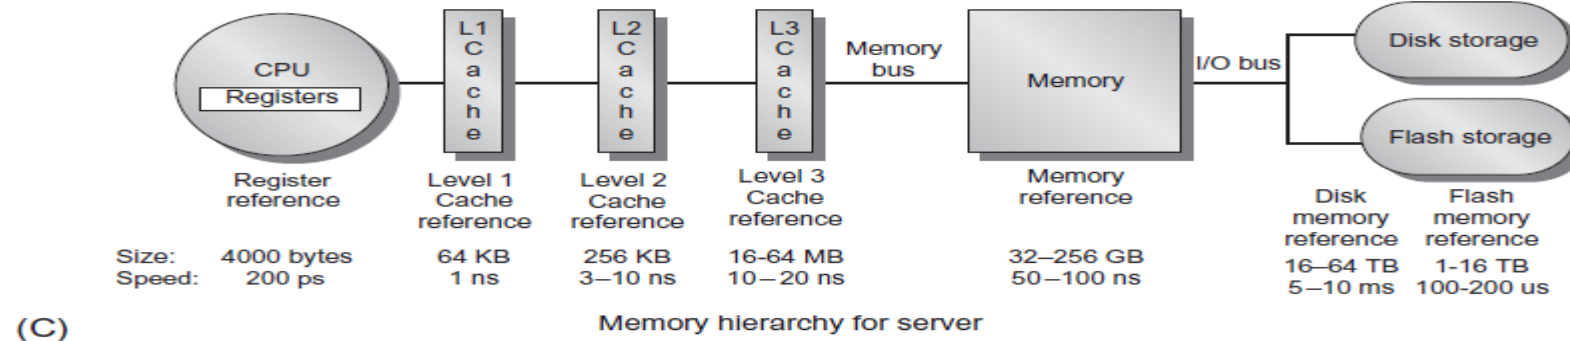 CPU
Registers
L1
C
a
c
h
e
L2
C
a
c
h
e
L3
C
a
c
h
e
Memory
bus
Memory
I/O bus
Disk storage
Flash storage
Register
reference
Level 1
Cache
reference
Level 2
Cache
reference
Level 3
Cache
reference
Memory
reference
Disk
memory
reference
Flash
memory
reference
Size: 4000 bytes 64 KB 256 KB 16-64 MB 32–256 GB 16–64 TB 1-16 TB
Speed: 200 ps 1 ns 3–10 ns 10–20 ns 50–100 ns 5–10 ms 100-200 us
(C) Memory hierarchy for server